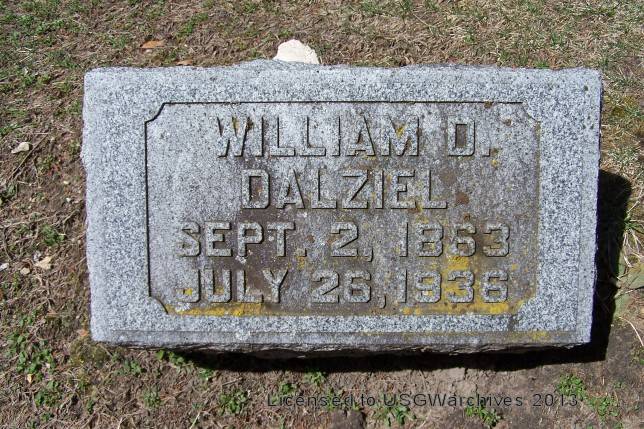 WILLIAM D.
DALZIEL
SEPT. 2, 1863
JULY 26, 1936
Licensed to USGWarchives 2013